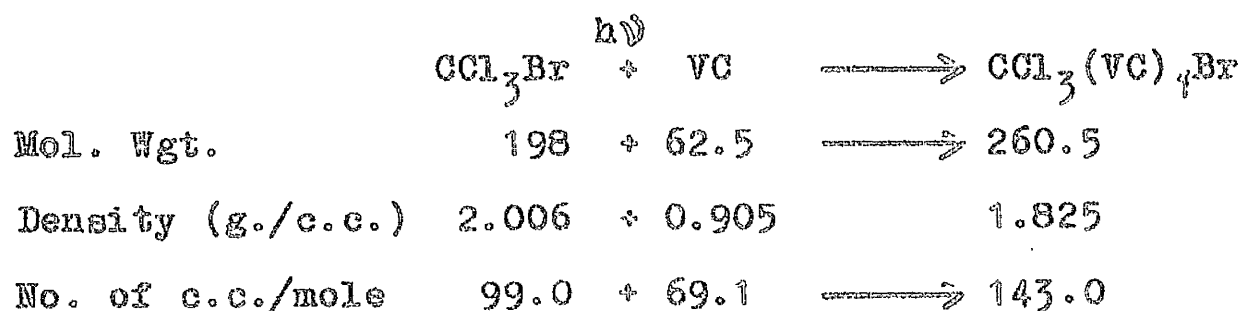 hν
CCl₃Br + VC ⟶ CCl₃(VC)₁Br
Mol. Wgt. 198 + 62.5 ⟶ 260.5
Density (g./c.c.) 2.006 + 0.905 1.825
No. of c.c./mole 99.0 + 69.1 ⟶ 143.0